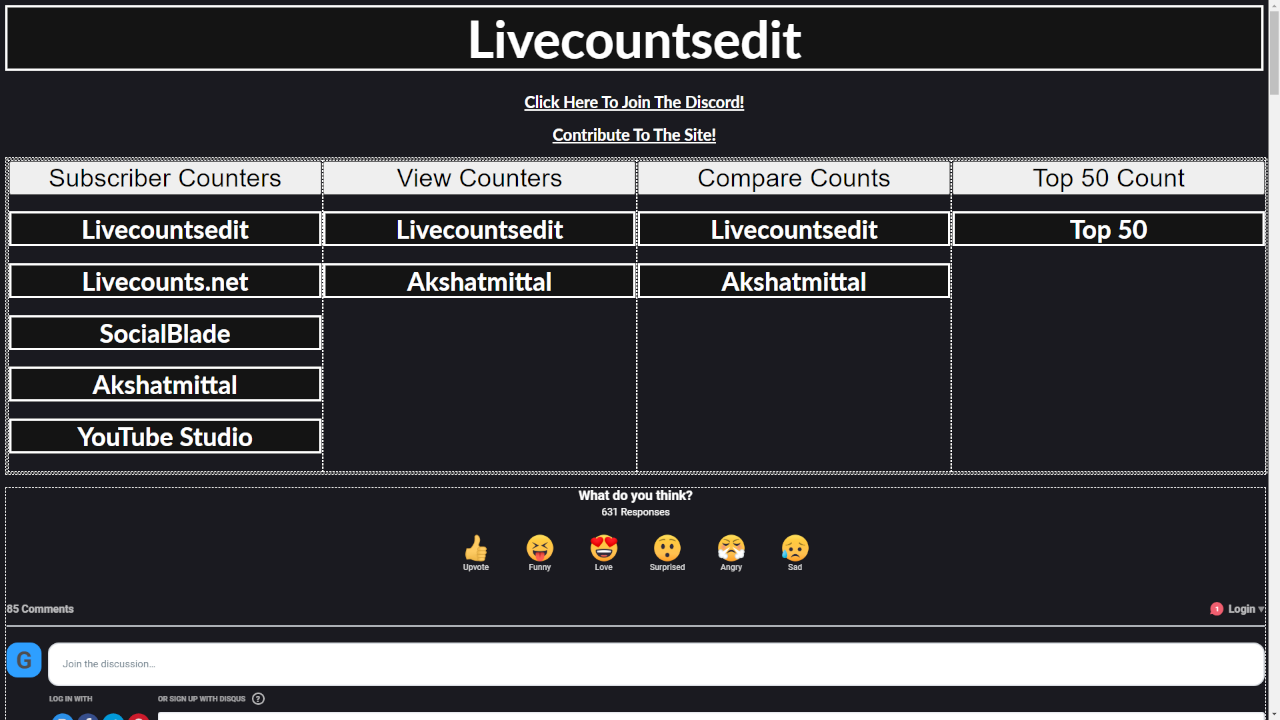 Livecountsedit
Click Here To Join The Discord!
Contribute To The Site!
Subscriber Counters View Counters Compare Counts Top 50 Count
Livecountsedit Livecountsedit Livecountsedit Top 50
Livecounts.net Akshatmittal Akshatmittal
SocialBlade
Akshatmittal
YouTube Studio
What do you think?
631 Responses
Upvote Funny Love Surprised Angry Sad
85 Comments 1 Login
G Join the discussion...
LOG IN WITH OR SIGN UP WITH DISQUS ?